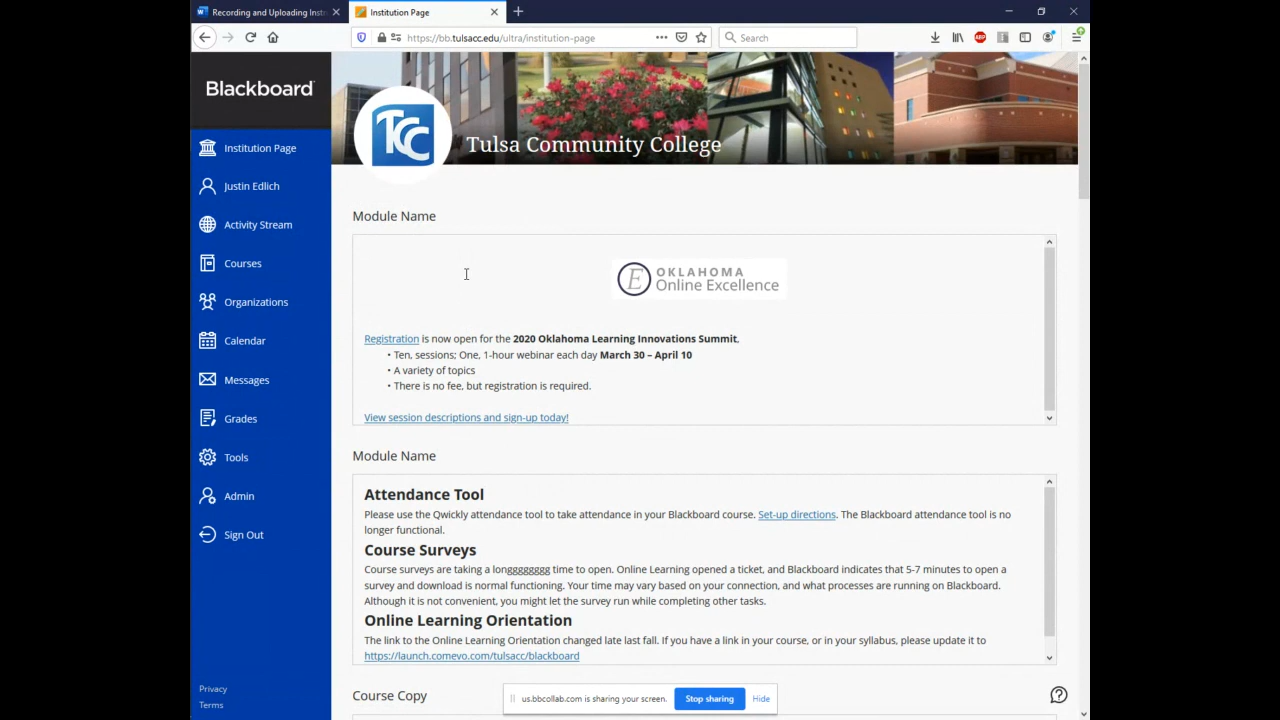 Recording and Uploading Instr
Institution Page
https://bb.tulsacc.edu/ultra/institution-page
Search
Blackboard
Institution Page
Justin Edlich
Activity Stream
Courses
Organizations
Calendar
Messages
Grades
Tools
Admin
Sign Out
Privacy
Terms
TCC
Tulsa Community College
Module Name
E OKLAHOMA
Online Excellence
Registration is now open for the 2020 Oklahoma Learning Innovations Summit,
• Ten, sessions; One, 1-hour webinar each day March 30 – April 10
• A variety of topics
• There is no fee, but registration is required.
View session descriptions and sign-up today!
Module Name
Attendance Tool
Please use the Qwickly attendance tool to take attendance in your Blackboard course. Set-up directions. The Blackboard attendance tool is no
longer functional.
Course Surveys
Course surveys are taking a longgggggggg time to open. Online Learning opened a ticket, and Blackboard indicates that 5-7 minutes to open a
survey and download is normal functioning. Your time may vary based on your connection, and what processes are running on Blackboard.
Although it is not convenient, you might let the survey run while completing other tasks.
Online Learning Orientation
The link to the Online Learning Orientation changed late last fall. If you have a link in your course, or in your syllabus, please update it to
https://launch.comevo.com/tulsacc/blackboard
Course Copy
us.bbcollab.com is sharing your screen.
Stop sharing
Hide